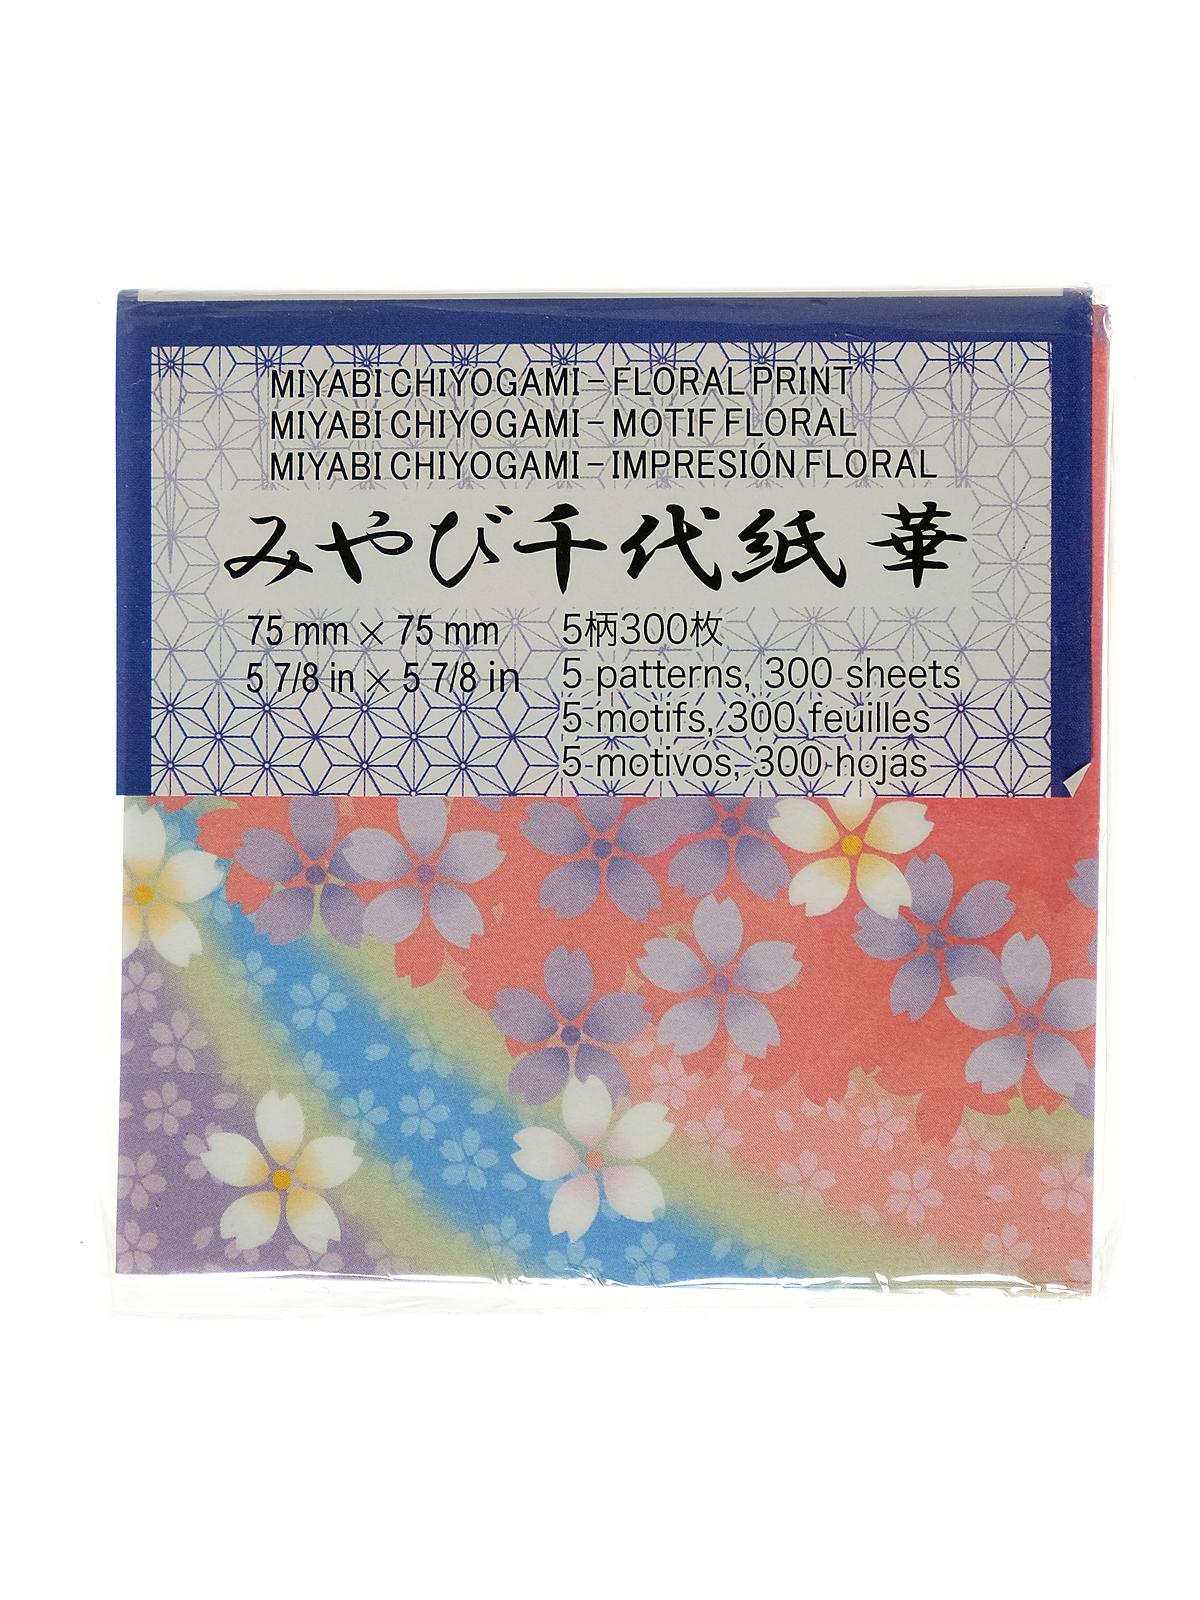 MIYABI CHIYOGAMI – FLORAL PRINT
MIYABI CHIYOGAMI – MOTIF FLORAL
MIYABI CHIYOGAMI – IMPRESIÓN FLORAL
みやび千代紙 華
75 mm × 75 mm
5 7/8 in × 5 7/8 in
5柄300枚
5 patterns, 300 sheets
5 motifs, 300 feuilles
5 motivos, 300 hojas